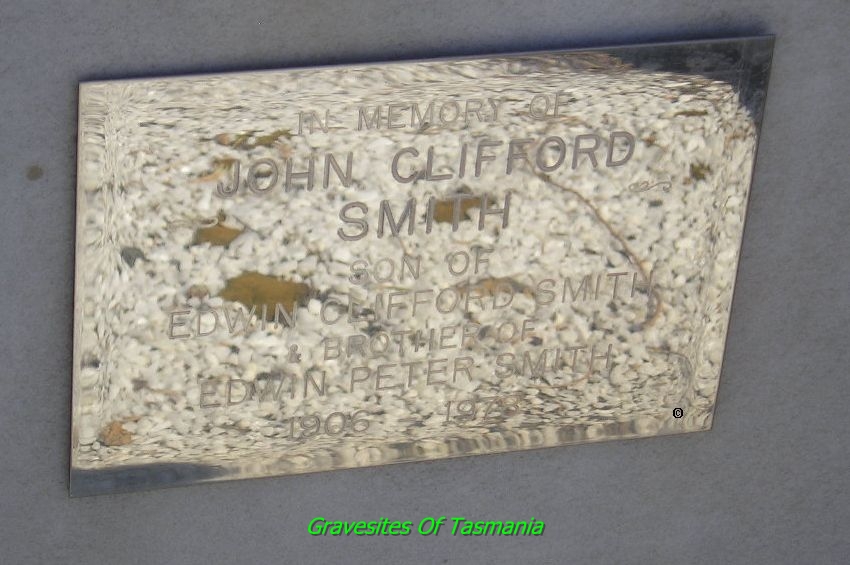 IN MEMORY OF
JOHN CLIFFORD
SMITH
SON OF
EDWIN CLIFFORD SMITH
& BROTHER OF
EDWIN PETER SMITH
1906 1978
©
Gravesites Of Tasmania